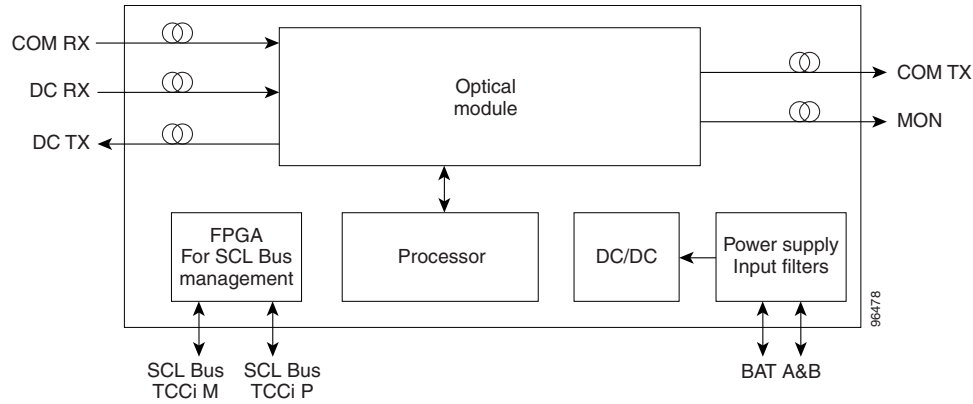 COM RX
DC RX
DC TX
Optical
module
COM TX
MON
FPGA
For SCL Bus
management
Processor
DC/DC
Power supply
Input filters
96478
SCL Bus
TCCi M
SCL Bus
TCCi P
BAT A&B